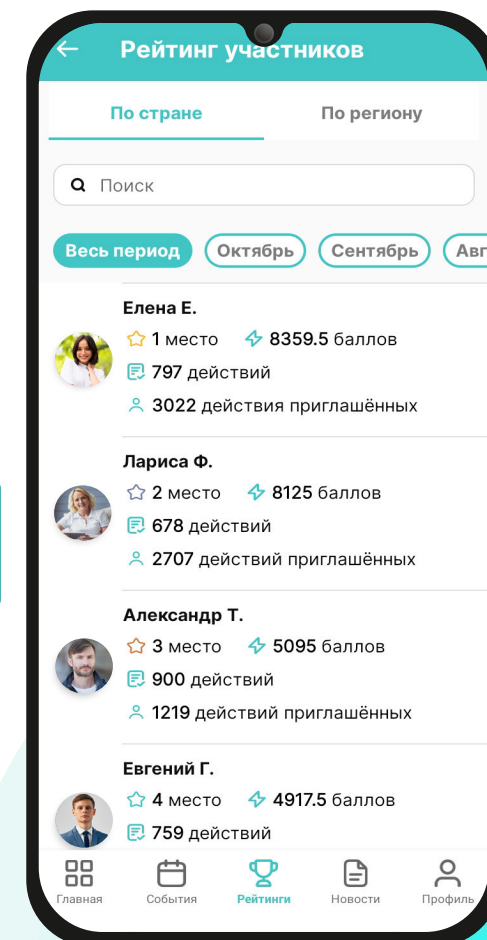 Рейтинг участников
По стране
По региону
Поиск
Весь период
Октябрь
Сентябрь
Авг
Елена Е.
1 место 8359.5 баллов
797 действий
3022 действия приглашённых
Лариса Ф.
2 место 8125 баллов
678 действий
2707 действий приглашённых
Александр Т.
3 место 5095 баллов
900 действий
1219 действий приглашённых
Евгений Г.
4 место 4917.5 баллов
759 действий
Главная
События
Рейтинги
Новости
Профиль